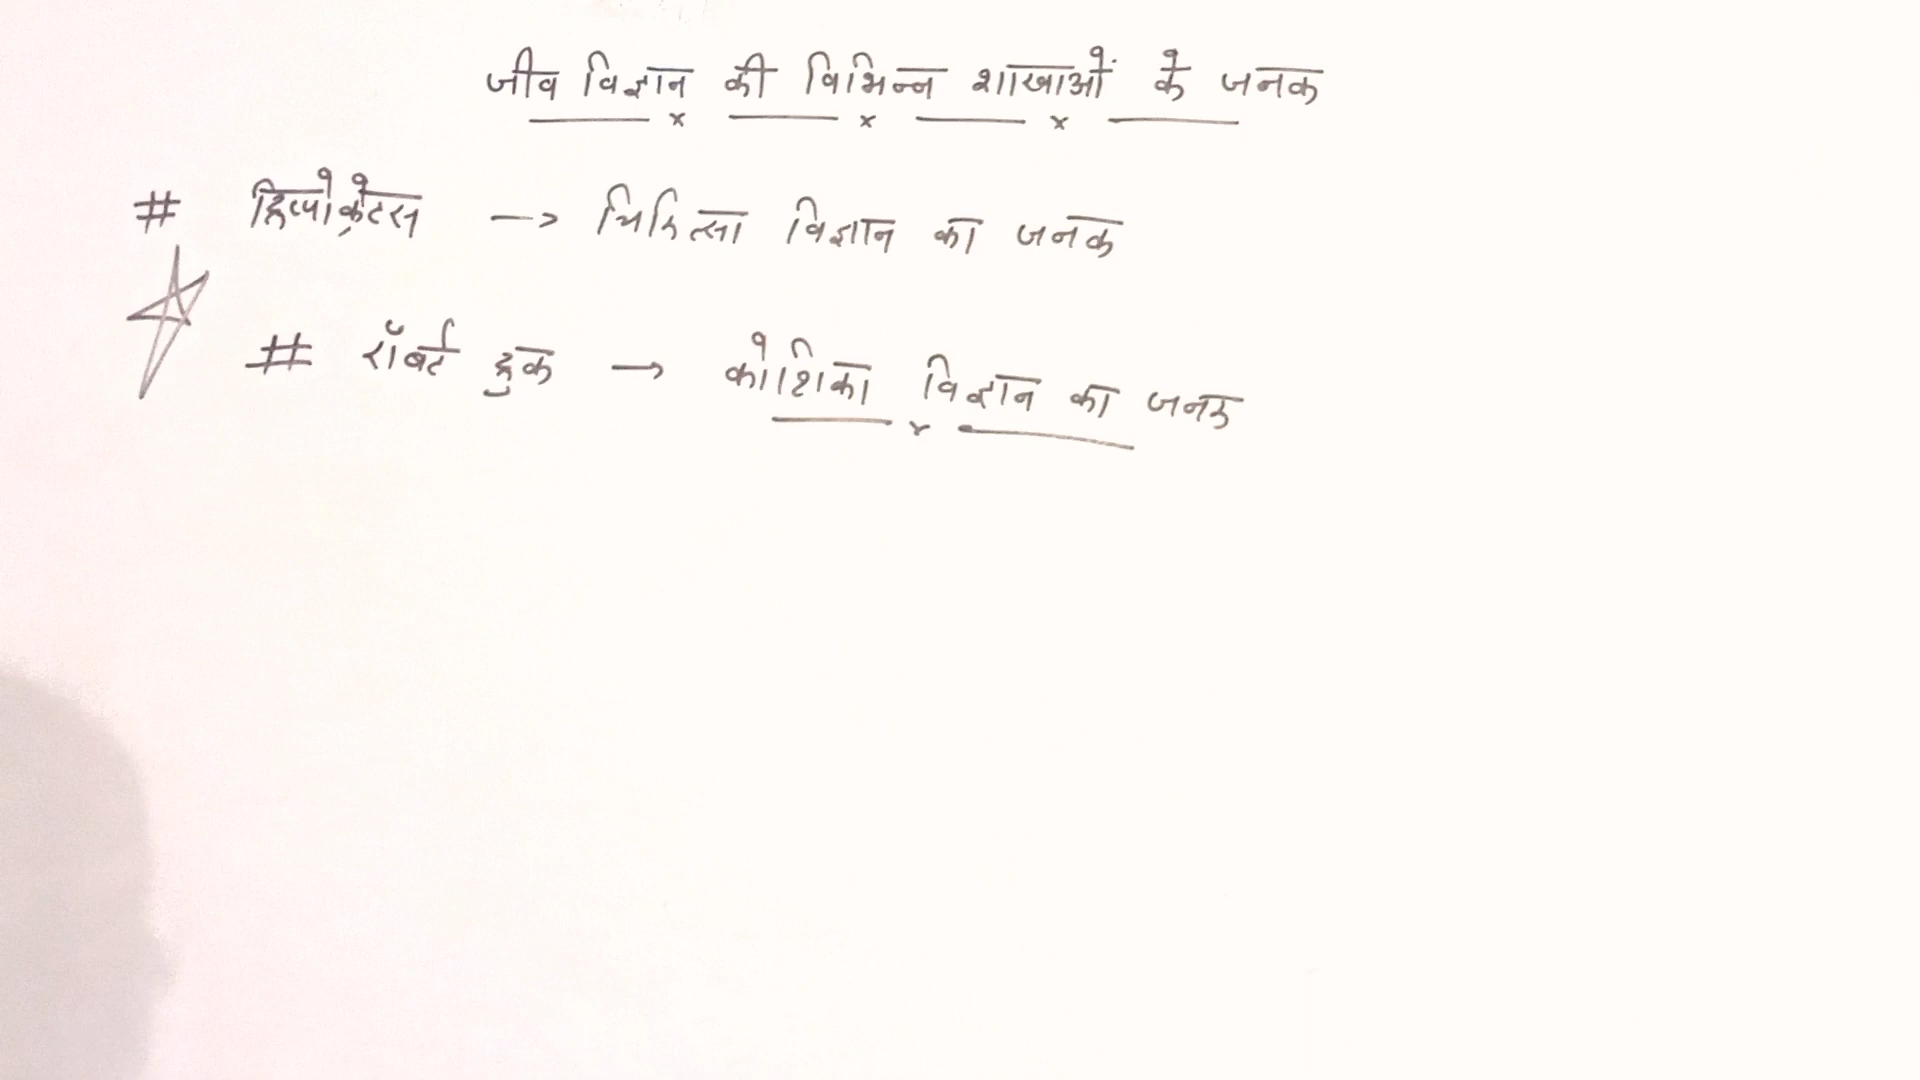 जीव विज्ञान की विभिन्न शाखाओं के जनक
# हिप्पोक्रेटस -> चिकित्सा विज्ञान का जनक
# रॉबर्ट हुक -> कोशिका विज्ञान का जनक